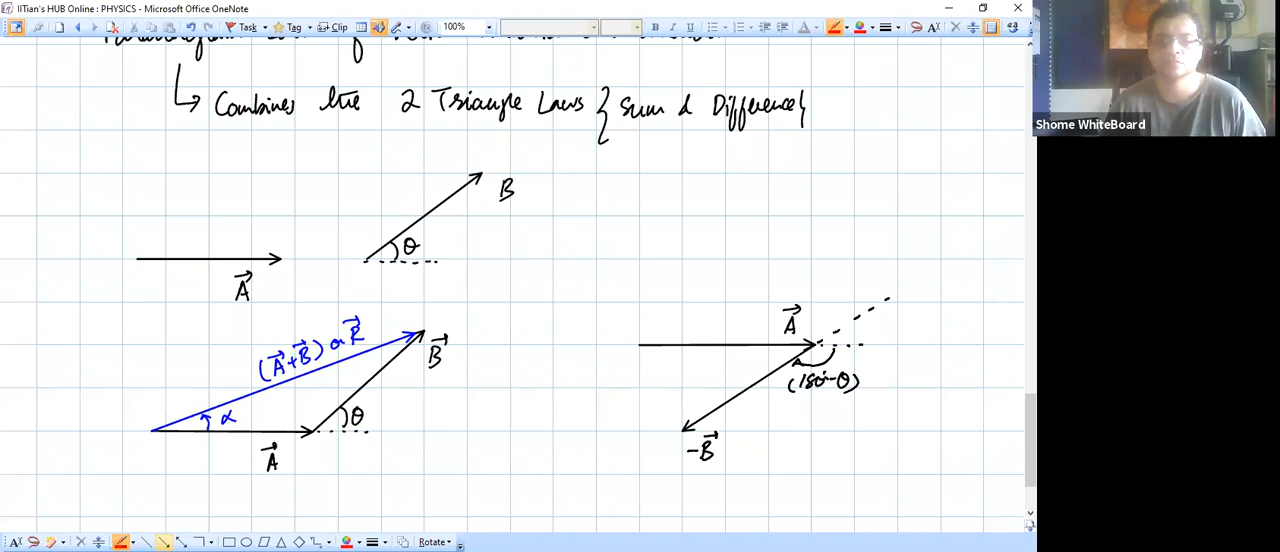 IITian's HUB Online : PHYSICS - Microsoft Office OneNote
Task Tag Clip 100% B I U
Shome WhiteBoard
Combines the 2 Triangle Laws { Sum & Difference}
B
θ
A
A
(A+B) or R
B
(180-θ)
α
θ
A
-B
Rotate